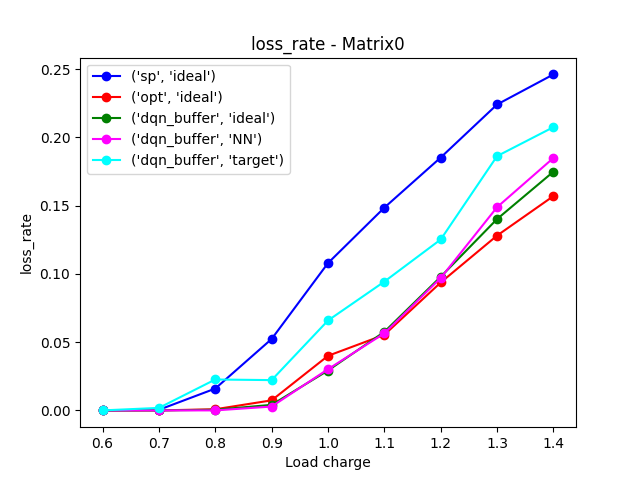 loss_rate - Matrix0
('sp', 'ideal')
('opt', 'ideal')
('dqn_buffer', 'ideal')
('dqn_buffer', 'NN')
('dqn_buffer', 'target')
loss_rate
0.25
0.20
0.15
0.10
0.05
0.00
0.6 0.7 0.8 0.9 1.0 1.1 1.2 1.3 1.4
Load charge